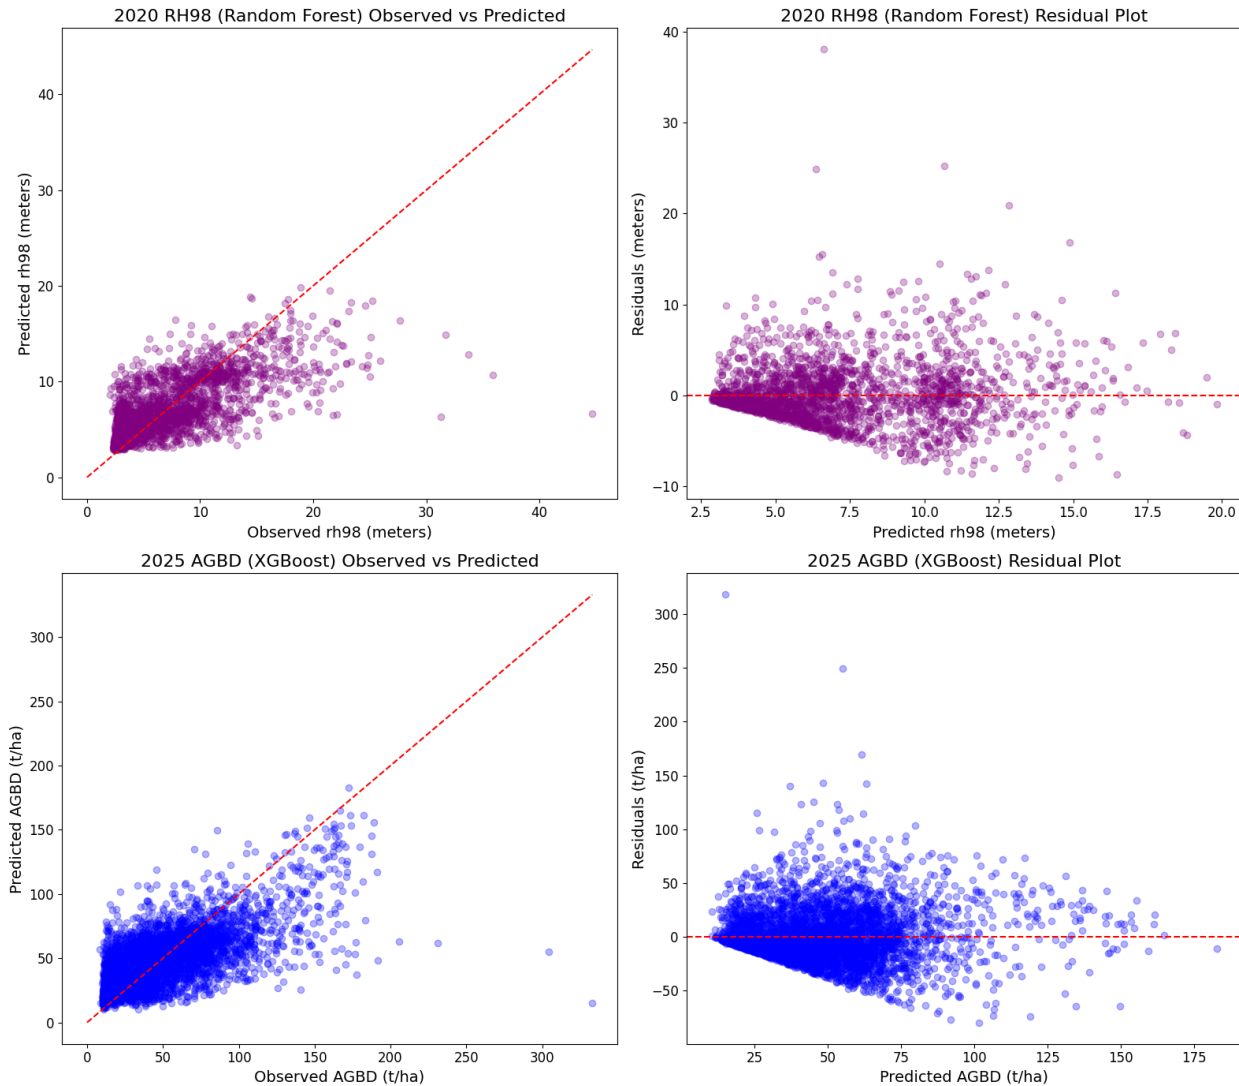 2020 RH98 (Random Forest) Observed vs Predicted
40
30
20
10
0
Predicted rh98 (meters)
0 10 20 30 40
Observed rh98 (meters)
2020 RH98 (Random Forest) Residual Plot
40
30
20
10
0
−10
Residuals (meters)
2.5 5.0 7.5 10.0 12.5 15.0 17.5 20.0
Predicted rh98 (meters)
2025 AGBD (XGBoost) Observed vs Predicted
300
250
200
150
100
50
0
Predicted AGBD (t/ha)
0 50 100 150 200 250 300
Observed AGBD (t/ha)
2025 AGBD (XGBoost) Residual Plot
300
250
200
150
100
50
0
−50
Residuals (t/ha)
25 50 75 100 125 150 175
Predicted AGBD (t/ha)